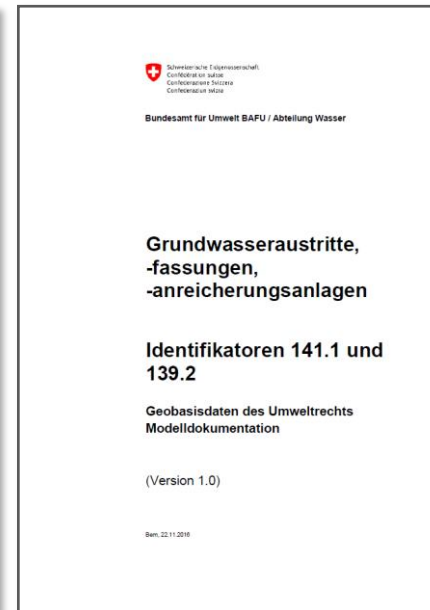 Schweizerische Eidgenossenschaft
Confédération suisse
Confederazione Svizzera
Confederaziun svizra
Bundesamt für Umwelt BAFU / Abteilung Wasser
Grundwasseraustritte,
-fassungen,
-anreicherungsanlagen
Identifikatoren 141.1 und
139.2
Geobasisdaten des Umweltrechts
Modelldokumentation
(Version 1.0)
Bern, 22.11.2016